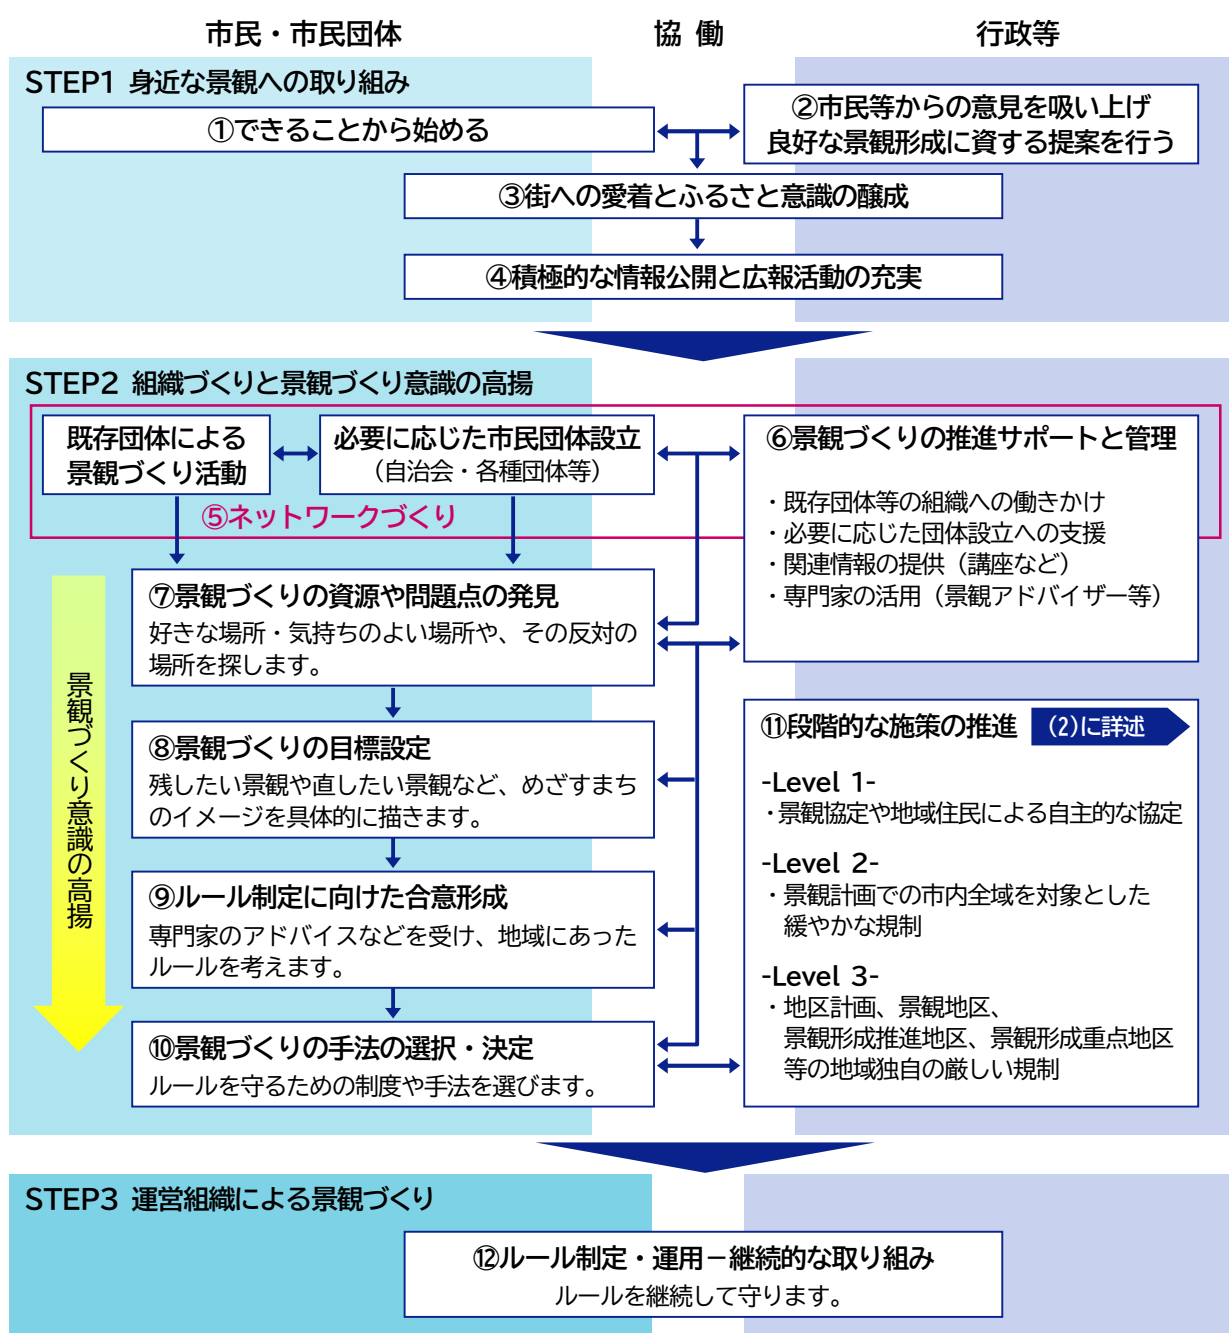 市民・市民団体
協 働
行政等
STEP1 身近な景観への取り組み
①できることから始める
②市民等からの意見を吸い上げ
良好な景観形成に資する提案を行う
③街への愛着とふるさと意識の醸成
④積極的な情報公開と広報活動の充実
STEP2 組織づくりと景観づくり意識の高揚
既存団体による
景観づくり活動
必要に応じた市民団体設立
（自治会・各種団体等）
⑤ネットワークづくり
⑥景観づくりの推進サポートと管理
・既存団体等の組織への働きかけ
・必要に応じた団体設立への支援
・関連情報の提供（講座など）
・専門家の活用（景観アドバイザー等）
景観づくり意識の高揚
⑦景観づくりの資源や問題点の発見
好きな場所・気持ちのよい場所や、その反対の
場所を探します。
⑧景観づくりの目標設定
残したい景観や直したい景観など、めざすまち
のイメージを具体的に描きます。
⑨ルール制定に向けた合意形成
専門家のアドバイスなどを受け、地域にあった
ルールを考えます。
⑩景観づくりの手法の選択・決定
ルールを守るための制度や手法を選びます。
⑪段階的な施策の推進 (2)に詳述
-Level 1-
・景観協定や地域住民による自主的な協定
-Level 2-
・景観計画での市内全域を対象とした
緩やかな規制
-Level 3-
・地区計画、景観地区、
景観形成推進地区、景観形成重点地区
等の地域独自の厳しい規制
STEP3 運営組織による景観づくり
⑫ルール制定・運用－継続的な取り組み
ルールを継続して守ります。